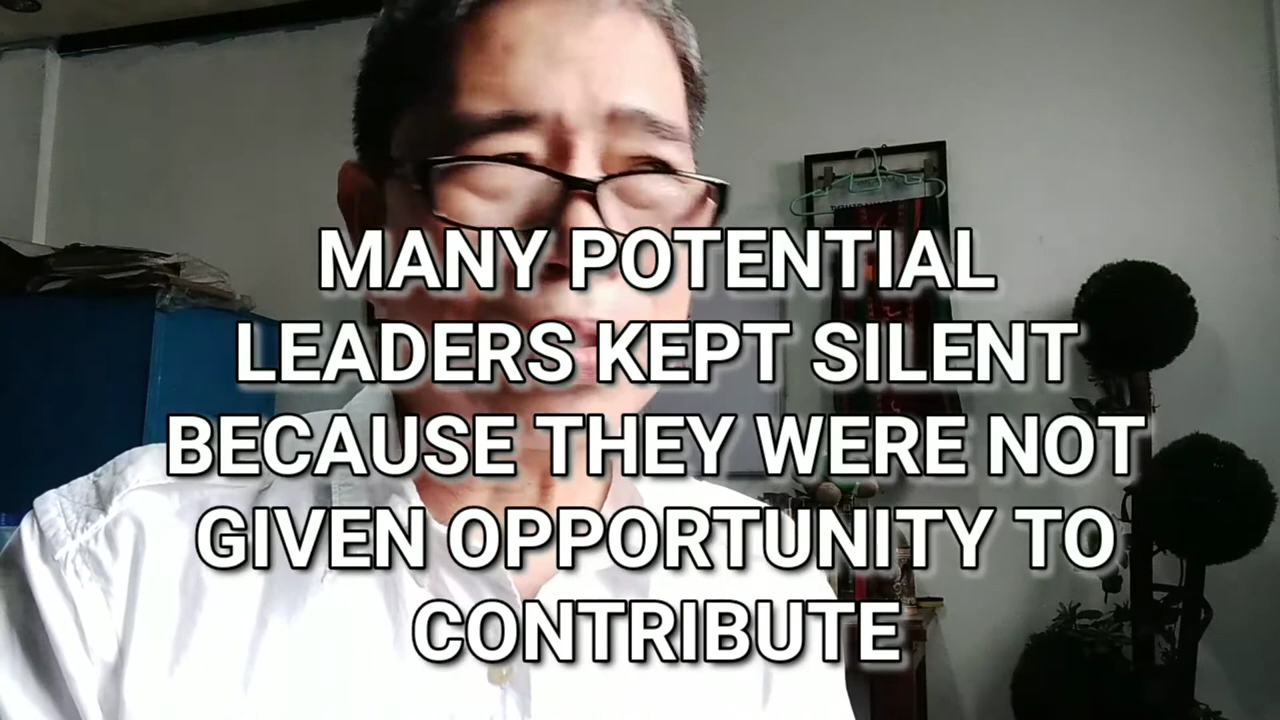 MANY POTENTIAL
LEADERS KEPT SILENT
BECAUSE THEY WERE NOT
GIVEN OPPORTUNITY TO
CONTRIBUTE